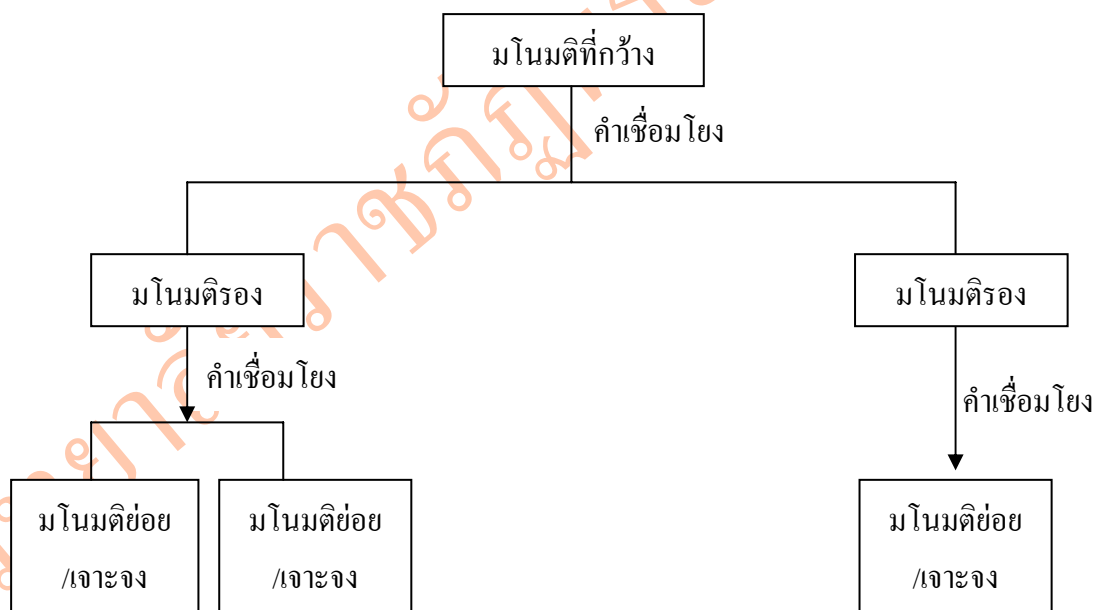 มโนมติที่กว้าง
คำเชื่อมโยง
มโนมติรอง
มโนมติรอง
คำเชื่อมโยง
คำเชื่อมโยง
มโนมติย่อย
/เจาะจง
มโนมติย่อย
/เจาะจง
มโนมติย่อย
/เจาะจง